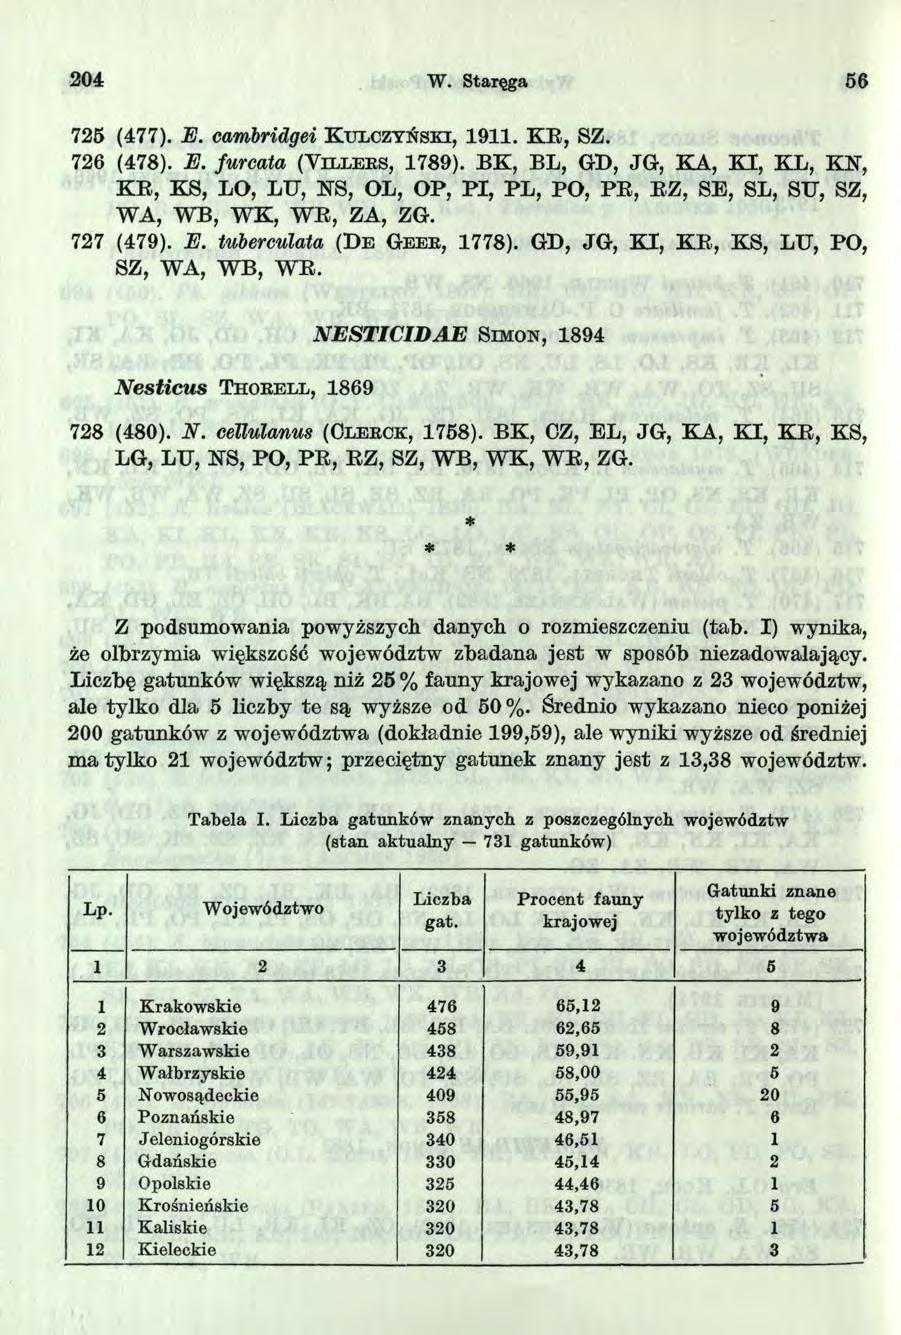 204 W. Staręga 56
725 (477). E. cambridgei KULCZYŃSKI, 1911. KR, SZ.
726 (478). E. furcata (VILLERS, 1789). BK, BL, GD, JG, KA, KI, KL, KN,
KR, KS, LO, LU, NS, OL, OP, PI, PL, PO, PR, RZ, SE, SL, SU, SZ,
WA, WB, WK, WR, ZA, ZG.
727 (479). E. tuberculata (DE GEER, 1778). GD, JG, KI, KR, KS, LU, PO,
SZ, WA, WB, WR.
NESTICIDAE SIMON, 1894
Nesticus THORELL, 1869
728 (480). N. cellulanus (CLERCK, 1758). BK, CZ, EL, JG, KA, KI, KR, KS,
LG, LU, NS, PO, PR, RZ, SZ, WB, WK, WR, ZG.
*
* *
Z podsumowania powyższych danych o rozmieszczeniu (tab. I) wynika,
że olbrzymia większość województw zbadana jest w sposób niezadowalający.
Liczbę gatunków większą niż 25% fauny krajowej wykazano z 23 województw,
ale tylko dla 5 liczby te są wyższe od 50%. Średnio wykazano nieco poniżej
200 gatunków z województwa (dokładnie 199,59), ale wyniki wyższe od średniej
ma tylko 21 województw; przeciętny gatunek znany jest z 13,38 województw.
Tabela I. Liczba gatunków znanych z poszczególnych województw
(stan aktualny — 731 gatunków)
Lp. Województwo Liczba gat. Procent fauny krajowej Gatunki znane tylko z tego województwa
1 2 3 4 5
1 Krakowskie 476 65,12 9
2 Wrocławskie 458 62,65 8
3 Warszawskie 438 59,91 2
4 Wałbrzyskie 424 58,00 5
5 Nowosądeckie 409 55,95 20
6 Poznańskie 358 48,97 6
7 Jeleniogórskie 340 46,51 1
8 Gdańskie 330 45,14 2
9 Opolskie 325 44,46 1
10 Krośnieńskie 320 43,78 5
11 Kaliskie 320 43,78 1
12 Kieleckie 320 43,78 3